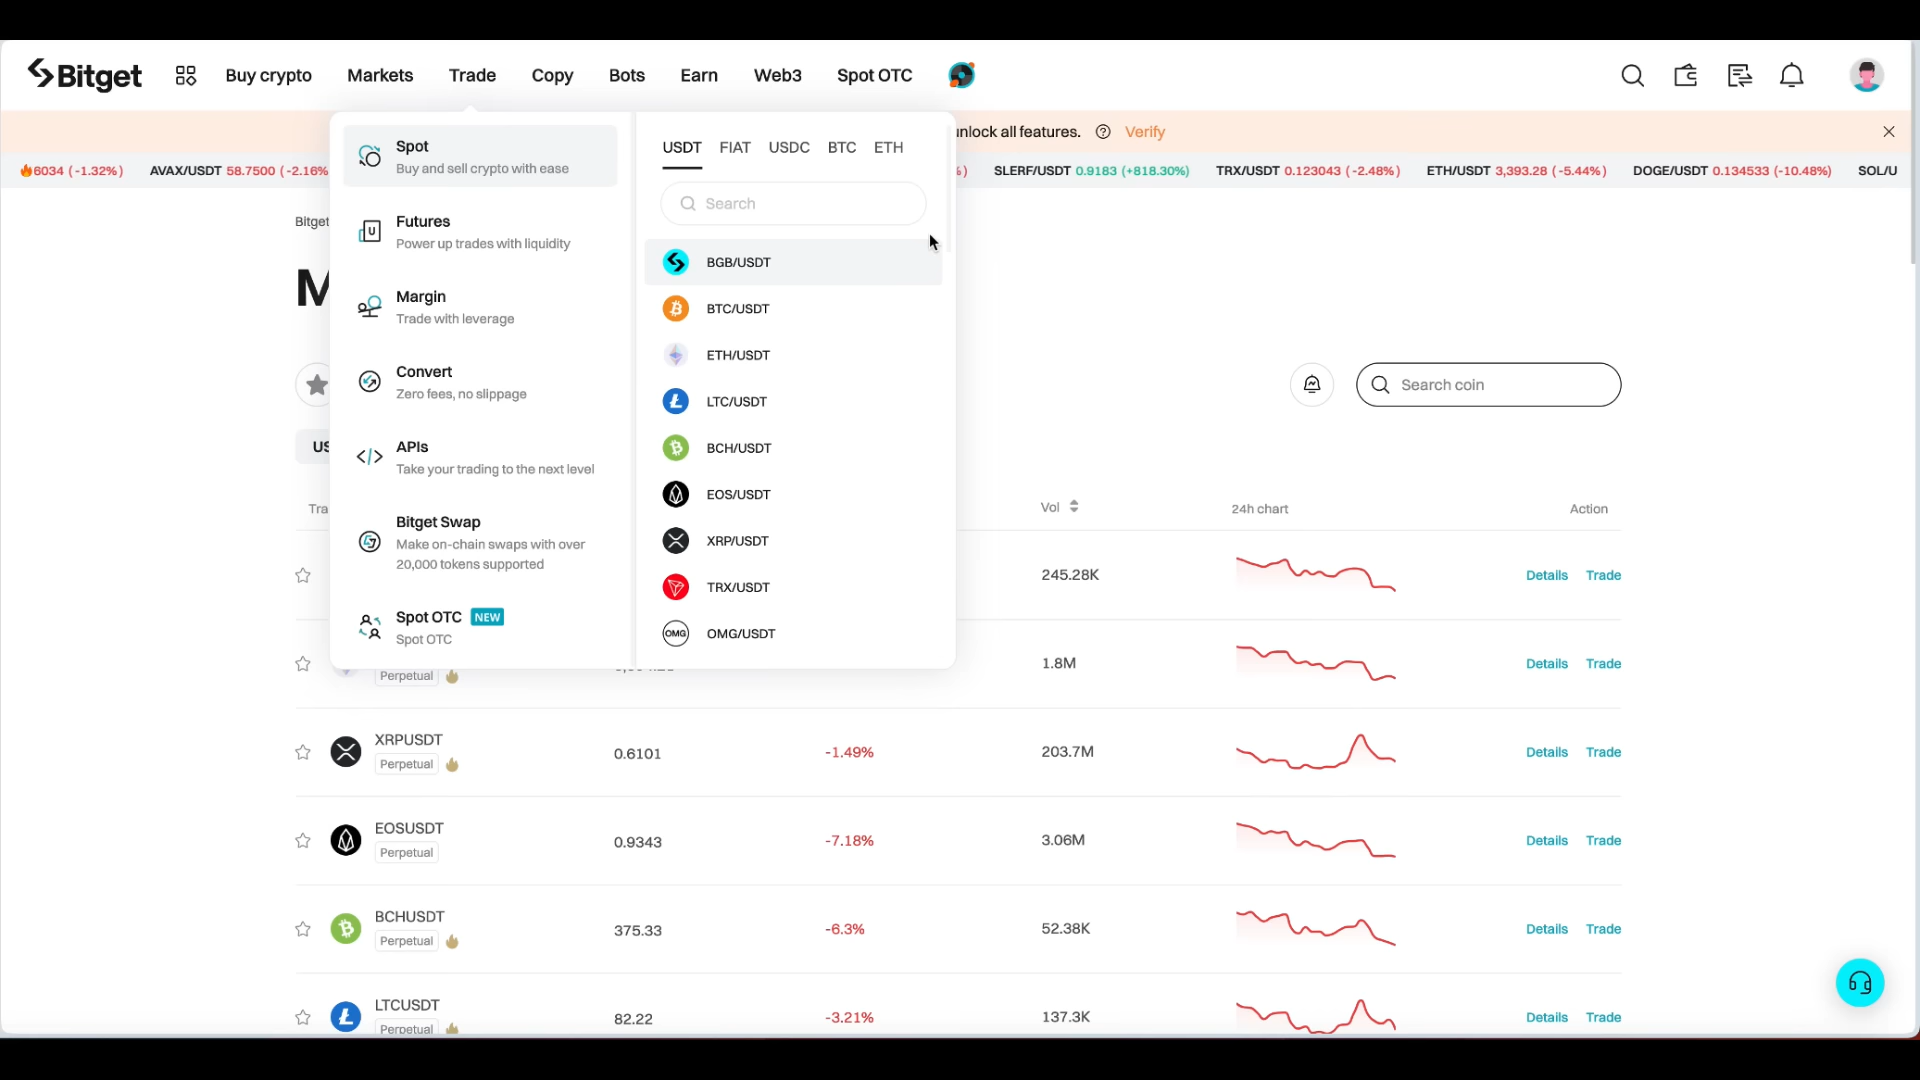 Bitget Buy crypto Markets Trade Copy Bots Earn Web3 Spot OTC
unlock all features. Verify
6034 (-1.32%) AVAX/USDT 58.7500 (-2.16% %) SLERF/USDT 0.9183 (+818.30%) TRX/USDT 0.123043 (-2.48%) ETH/USDT 3,393.28 (-5.44%) DOGE/USDT 0.134533 (-10.48%) SOL/U
Bitget
M
US
Tra
Spot
Buy and sell crypto with ease
Futures
Power up trades with liquidity
Margin
Trade with leverage
Convert
Zero fees, no slippage
APIs
Take your trading to the next level
Bitget Swap
Make on-chain swaps with over
20,000 tokens supported
Spot OTC NEW
Spot OTC
USDT FIAT USDC BTC ETH
Search
BGB/USDT
BTC/USDT
ETH/USDT
LTC/USDT
BCH/USDT
EOS/USDT
XRP/USDT
TRX/USDT
OMG OMG/USDT
Search coin
Vol 24h chart Action
245.28K Details Trade
1.8M Details Trade
Perpetual
XRPUSDT
Perpetual
0.6101 -1.49% 203.7M Details Trade
EOSUSDT
Perpetual
0.9343 -7.18% 3.06M Details Trade
BCHUSDT
Perpetual
375.33 -6.3% 52.38K Details Trade
LTCUSDT
Perpetual
82.22 -3.21% 137.3K Details Trade